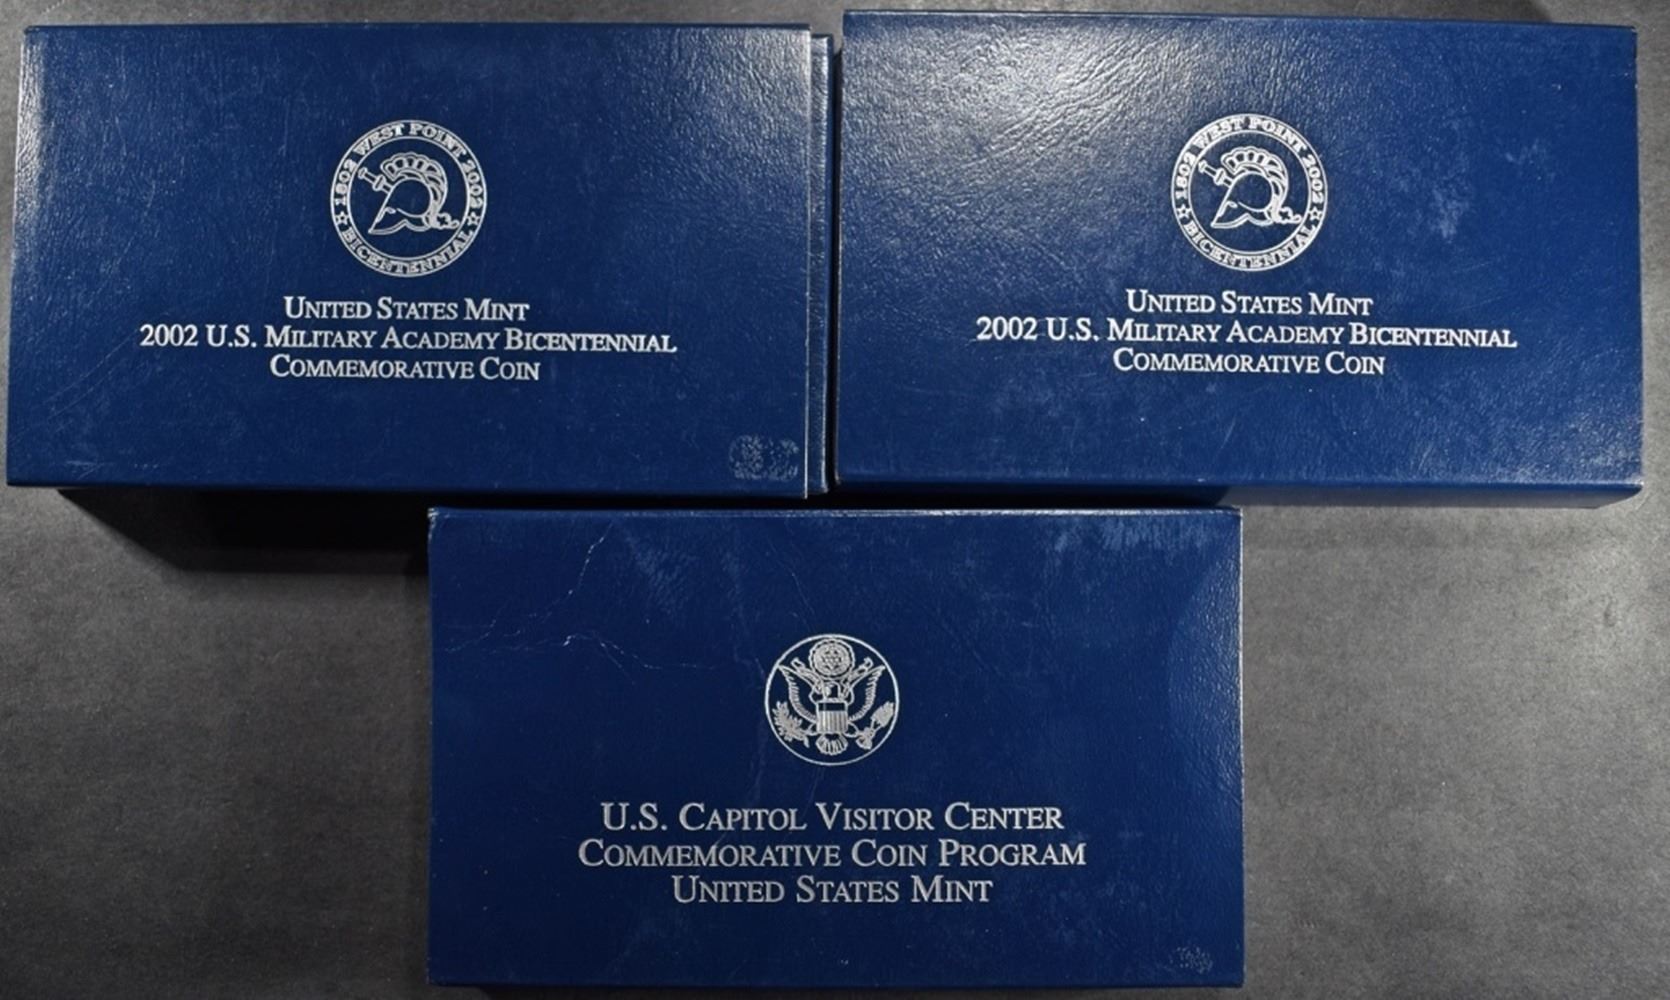 1802 WEST POINT 2002
BICENTENNIAL
UNITED STATES MINT
2002 U.S. MILITARY ACADEMY BICENTENNIAL
COMMEMORATIVE COIN
1802 WEST POINT 2002
BICENTENNIAL
UNITED STATES MINT
2002 U.S. MILITARY ACADEMY BICENTENNIAL
COMMEMORATIVE COIN
U.S. CAPITOL VISITOR CENTER
COMMEMORATIVE COIN PROGRAM
UNITED STATES MINT